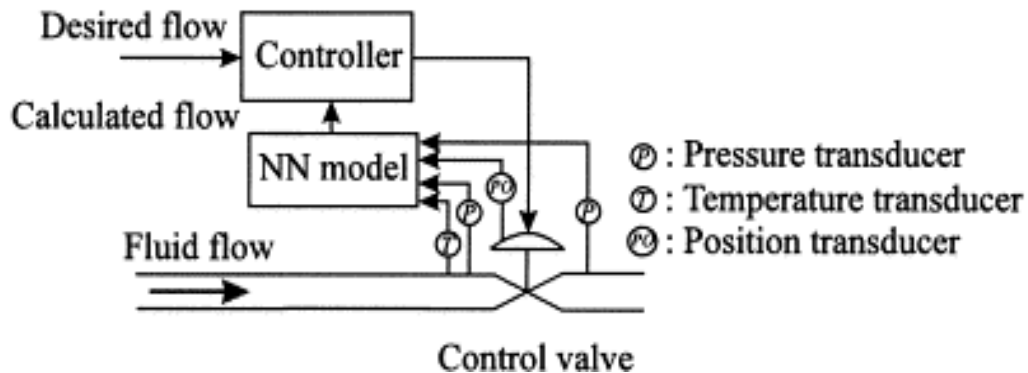 Desired flow
Controller
Calculated flow
NN model
P : Pressure transducer
PO
P
P
T : Temperature transducer
T
PO : Position transducer
Fluid flow
Control valve